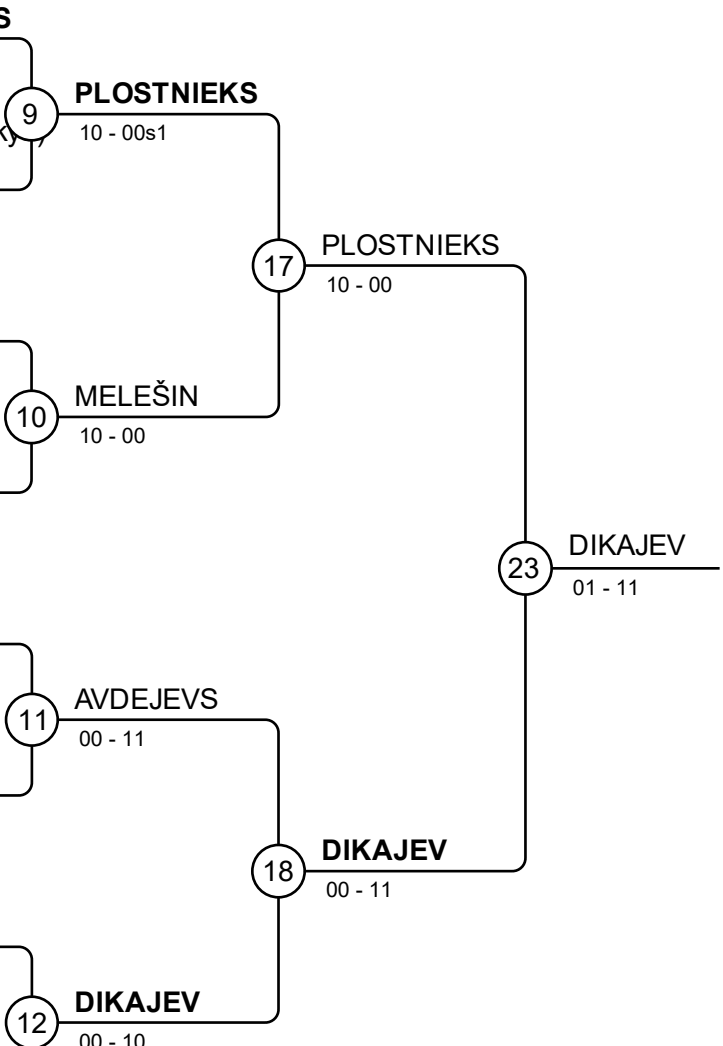 S
PLOSTNIEKS
9
10 - 00s1
PLOSTNIEKS
17
10 - 00
MELEŠIN
10
10 - 00
DIKAJEV
23
01 - 11
AVDEJEVS
11
00 - 11
DIKAJEV
18
00 - 11
DIKAJEV
12
00 - 10